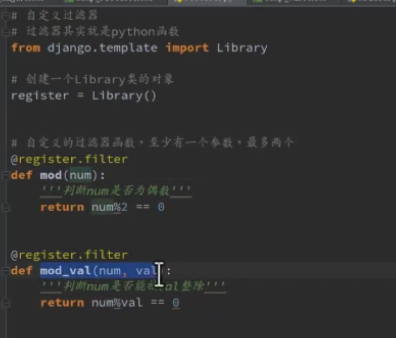 # 自定义过滤器
# 过滤器其实就是python函数
from django.template import Library
# 创建一个Library类的对象
register = Library()
# 自定义的过滤器函数，至少有一个参数，最多两个
@register.filter
def mod(num):
'''判断num是否为偶数'''
return num%2 == 0
@register.filter
def mod_val(num, val):
'''判断num是否能被val整除'''
return num%val == 0